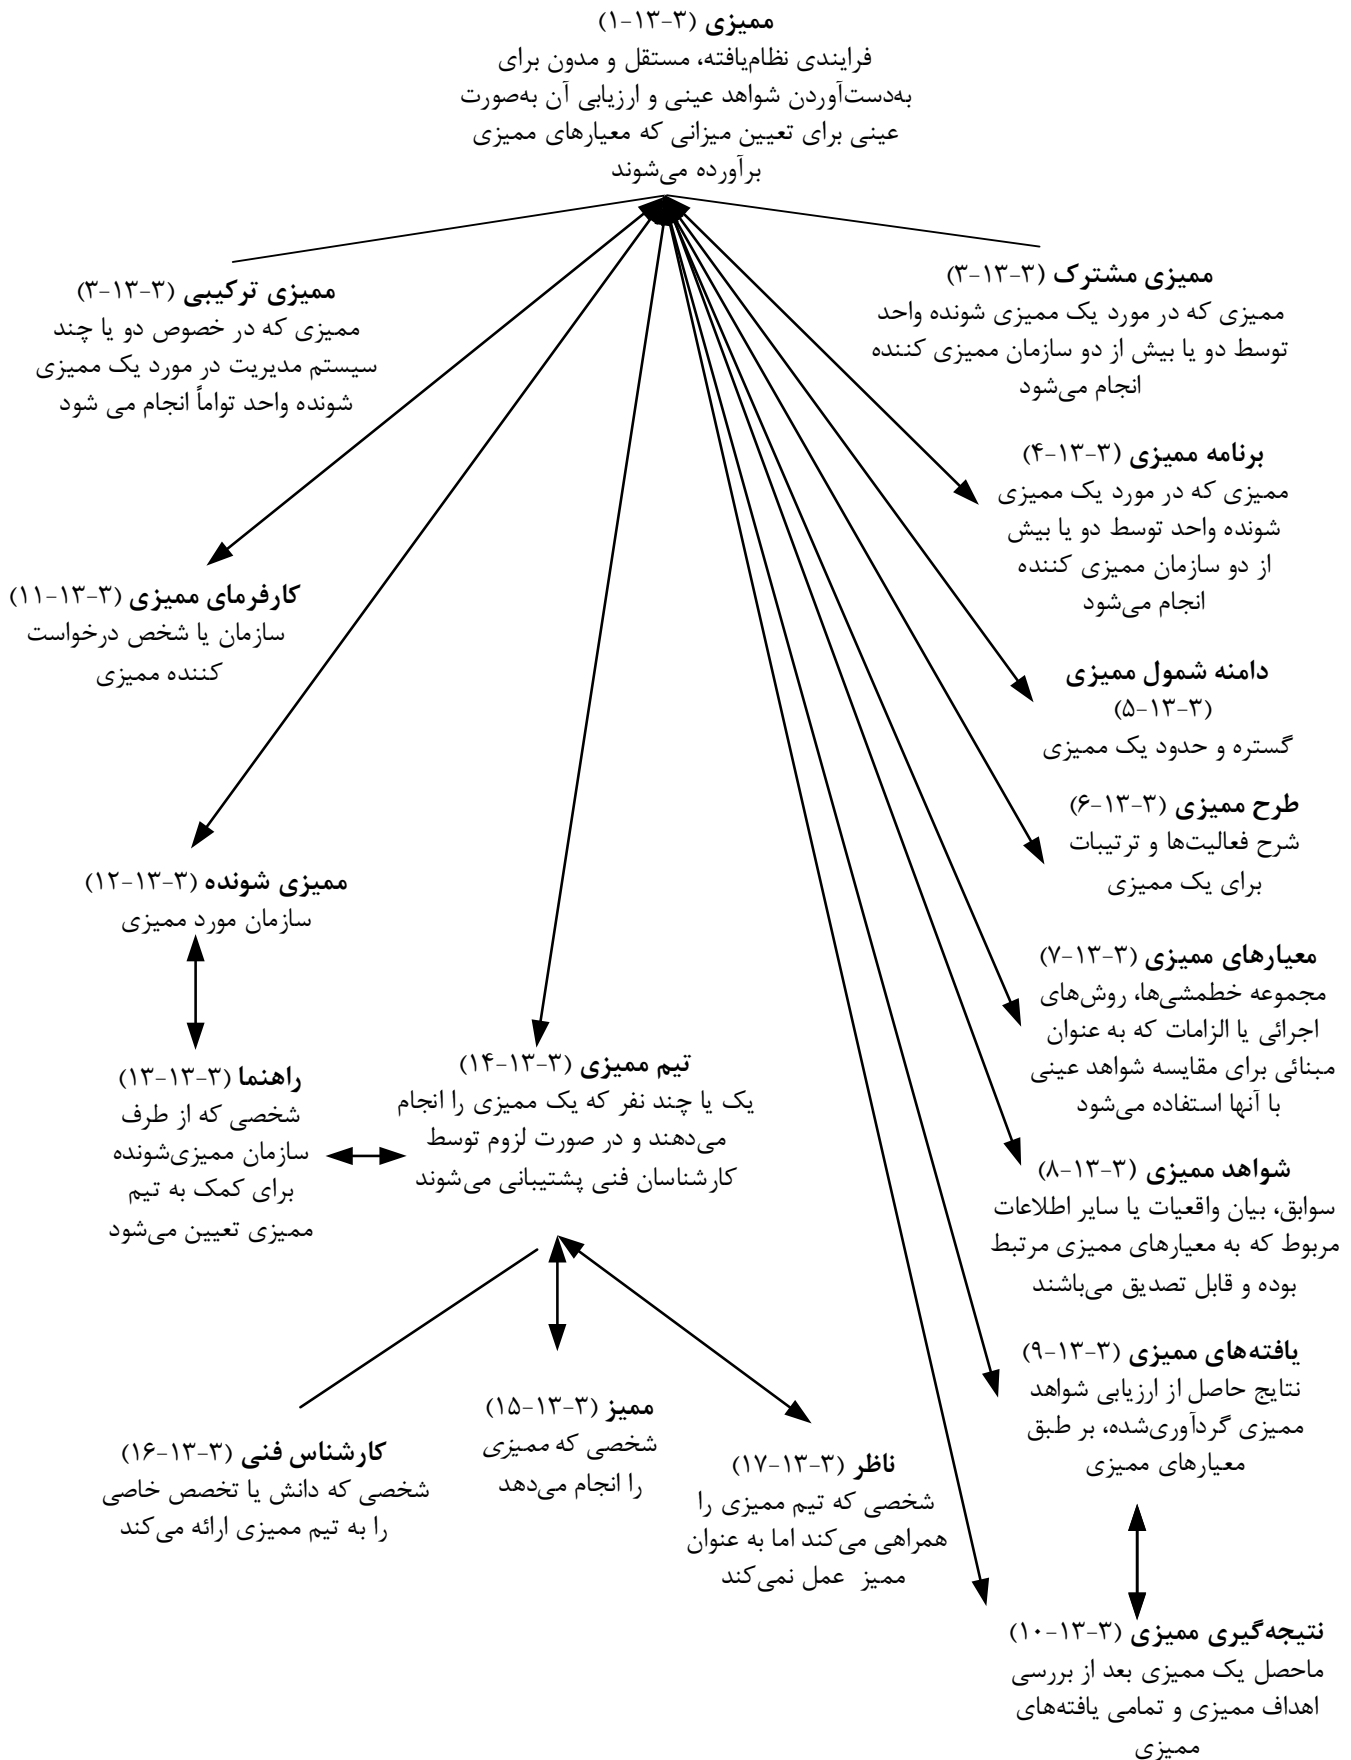 ممیزی (۳-۱۳-۱)
فرایندی نظام‌یافته، مستقل و مدون برای
به‌دست‌آوردن شواهد عینی و ارزیابی آن به‌صورت
عینی برای تعیین میزانی که معیارهای ممیزی
برآورده می‌شوند
ممیزی مشترک (۳-۱۳-۳)
ممیزی که در مورد یک ممیزی شونده واحد
توسط دو یا بیش از دو سازمان ممیزی کننده
انجام می‌شود
ممیزی ترکیبی (۳-۱۳-۳)
ممیزی که در خصوص دو یا چند
سیستم مدیریت در مورد یک ممیزی
شونده واحد تواماً انجام می شود
برنامه ممیزی (۳-۱۳-۴)
ممیزی که در مورد یک ممیزی
شونده واحد توسط دو یا بیش
از دو سازمان ممیزی کننده
انجام می‌شود
کارفرمای ممیزی (۳-۱۳-۱۱)
سازمان یا شخص درخواست
کننده ممیزی
دامنه شمول ممیزی
(۳-۱۳-۵)
گستره و حدود یک ممیزی
طرح ممیزی (۳-۱۳-۶)
شرح فعالیت‌ها و ترتیبات
برای یک ممیزی
ممیزی شونده (۳-۱۳-۱۲)
سازمان مورد ممیزی
معیارهای ممیزی (۳-۱۳-۷)
مجموعه خطمشی‌ها، روش‌های
اجرائی یا الزامات که به عنوان
مبنائی برای مقایسه شواهد عینی
با آنها استفاده می‌شود
راهنما (۳-۱۳-۱۳)
شخصی که از طرف
سازمان ممیزی‌شونده
برای کمک به تیم
ممیزی تعیین می‌شود
تیم ممیزی (۳-۱۳-۱۴)
یک یا چند نفر که یک ممیزی را انجام
می‌دهند و در صورت لزوم توسط
کارشناسان فنی پشتیبانی می‌شوند
شواهد ممیزی (۳-۱۳-۸)
سوابق، بیان واقعیات یا سایر اطلاعات
مربوط که به معیارهای ممیزی مرتبط
بوده و قابل تصدیق می‌باشند
یافته‌های ممیزی (۳-۱۳-۹)
نتایج حاصل از ارزیابی شواهد
ممیزی گردآوری‌شده، بر طبق
معیارهای ممیزی
ممیز (۳-۱۳-۱۵)
شخصی که ممیزی
را انجام می‌دهد
کارشناس فنی (۳-۱۳-۱۶)
شخصی که دانش یا تخصص خاصی
را به تیم ممیزی ارائه می‌کند
ناظر (۳-۱۳-۱۷)
شخصی که تیم ممیزی را
همراهی می‌کند اما به عنوان
ممیز عمل نمی‌کند
نتیجه‌گیری ممیزی (۳-۱۳-۱۰)
ماحصل یک ممیزی بعد از بررسی
اهداف ممیزی و تمامی یافته‌های
ممیزی